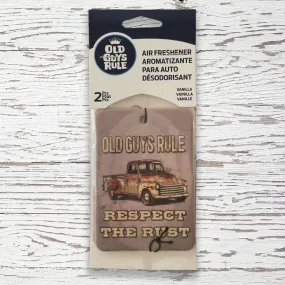 OLD
GUYS
RULE
AIR FRESHENER
AROMATIZANTE
PARA AUTO
DÉSODORISANT
VANILLA
VAINILLA
VANILLE
2
OLD GUYS RULE
RESPECT
THE RUST